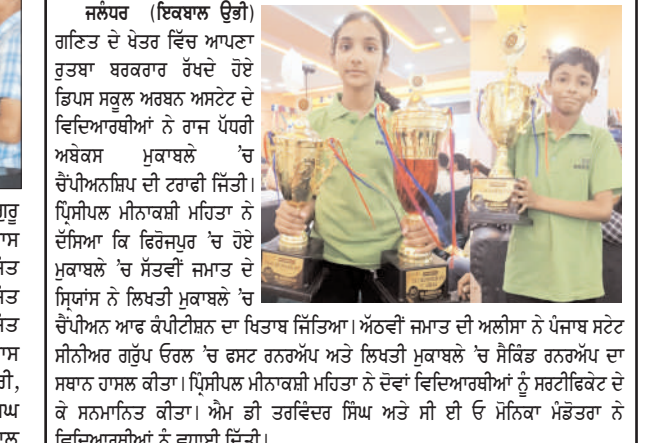 ਜਲੰਧਰ (ਇਕਬਾਲ ਉਭੀ)
ਗਣਿਤ ਦੇ ਖੇਤਰ ਵਿੱਚ ਆਪਣਾ
ਰੁਤਬਾ ਬਰਕਰਾਰ ਰੱਖਦੇ ਹੋਏ
ਡਿਪਸ ਸਕੂਲ ਅਰਬਨ ਅਸਟੇਟ ਦੇ
ਵਿਦਿਆਰਥੀਆਂ ਨੇ ਰਾਜ ਪੱਧਰੀ
ਅਬੇਕਸ ਮੁਕਾਬਲੇ 'ਚ
ਚੈਂਪੀਅਨਸ਼ਿਪ ਦੀ ਟਰਾਫੀ ਜਿੱਤੀ।
ਪ੍ਰਿੰਸੀਪਲ ਮੀਨਾਕਸ਼ੀ ਮਹਿਤਾ ਨੇ
ਦੱਸਿਆ ਕਿ ਫਿਰੋਜਪੁਰ 'ਚ ਹੋਏ
ਮੁਕਾਬਲੇ 'ਚ ਸੱਤਵੀਂ ਜਮਾਤ ਦੇ
ਸ੍ਰਿਯਾਂਸ ਨੇ ਲਿਖਤੀ ਮੁਕਾਬਲੇ 'ਚ
ਚੈਂਪੀਅਨ ਆਫ ਕੰਪੀਟੀਸ਼ਨ ਦਾ ਖਿਤਾਬ ਜਿੱਤਿਆ। ਅੱਠਵੀਂ ਜਮਾਤ ਦੀ ਅਲੀਸਾ ਨੇ ਪੰਜਾਬ ਸਟੇਟ
ਸੀਨੀਅਰ ਗਰੁੱਪ ਓਰਲ 'ਚ ਫਸਟ ਰਨਰਅੱਪ ਅਤੇ ਲਿਖਤੀ ਮੁਕਾਬਲੇ 'ਚ ਸੈਕਿੰਡ ਰਨਰਅੱਪ ਦਾ
ਸਥਾਨ ਹਾਸਲ ਕੀਤਾ। ਪ੍ਰਿੰਸੀਪਲ ਮੀਨਾਕਸ਼ੀ ਮਹਿਤਾ ਨੇ ਦੋਵਾਂ ਵਿਦਿਆਰਥੀਆਂ ਨੂੰ ਸਰਟੀਫਿਕੇਟ ਦੇ
ਕੇ ਸਨਮਾਨਿਤ ਕੀਤਾ। ਐਮ ਡੀ ਤਰਵਿੰਦਰ ਸਿੰਘ ਅਤੇ ਸੀ ਈ ਓ ਮੋਨਿਕਾ ਮੰਡੋਤਰਾ ਨੇ
ਵਿਦਿਆਰਥੀਆਂ ਨੂੰ ਵਧਾਈ ਦਿੱਤੀ।